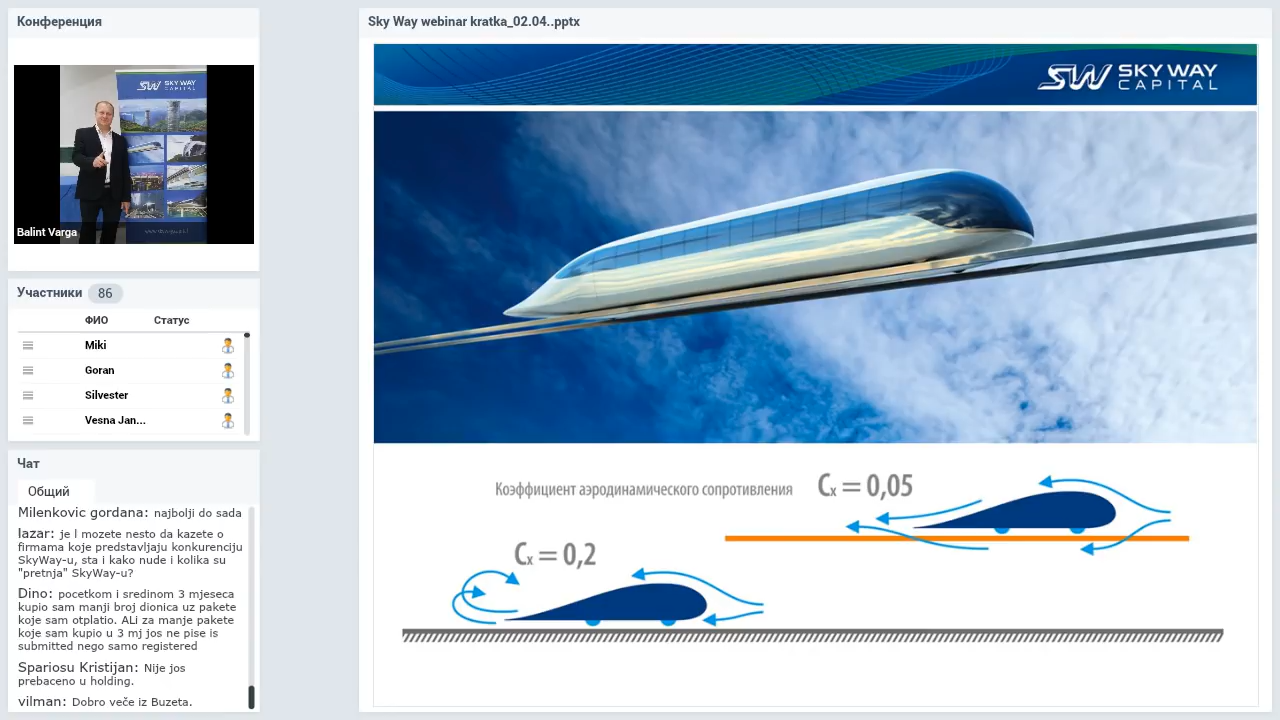 Конференция
SKY WAY
Balint Varga
Участники 86
ФИО Статус
Miki
Goran
Silvester
Vesna Jan...
Чат
Общий
Milenkovic gordana: najbolji do sada
lazar: je l mozete nesto da kazete o
firmama koje predstavljaju konkurenciju
SkyWay-u, sta i kako nude i kolika su
"pretnja" SkyWay-u?
Dino: pocetkom i sredinom 3 mjeseca
kupio sam manji broj dionica uz pakete
koje sam otplatio. ALi za manje pakete
koje sam kupio u 3 mj jos ne pise is
submitted nego samo registered
Spariosu Kristijan: Nije jos
prebaceno u holding.
vilman: Dobro veče iz Buzeta.
Sky Way webinar kratka_02.04..pptx
SW SKY WAY
CAPITAL
Коэффициент аэродинамического сопротивления
Cx = 0,05
Cx = 0,2